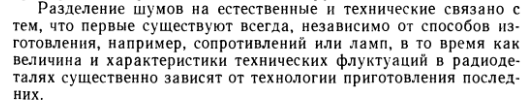 Разделение шумов на естественные и технические связано с
тем, что первые существуют всегда, независимо от способов из-
готовления, например, сопротивлений или ламп, в то время как
величина и характеристики технических флуктуаций в радиоде-
талях существенно зависят от технологии приготовления послед-
них.